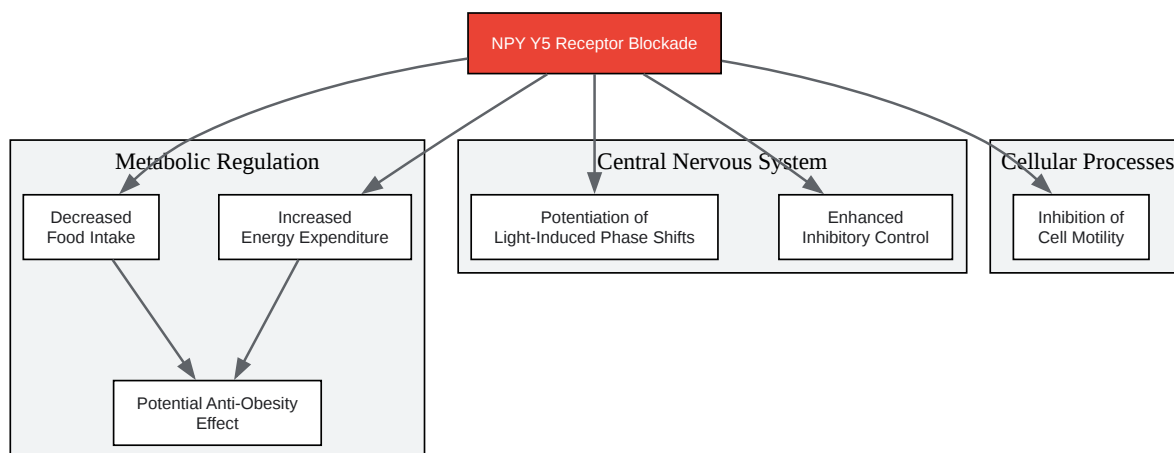 NPY Y5 Receptor Blockade
Metabolic Regulation
Central Nervous System
Cellular Processes
Decreased
Food Intake
Increased
Energy Expenditure
Potentiation of
Light-Induced Phase Shifts
Enhanced
Inhibitory Control
Inhibition of
Cell Motility
Potential Anti-Obesity
Effect